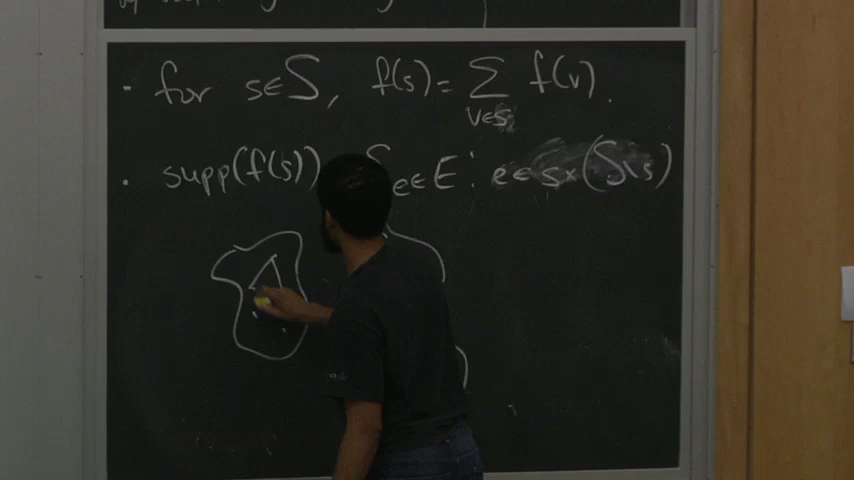 · for s∈S, f(s) = ∑ f(v).
v∈s
· supp(f(s)) {e∈E : e∈s×(S\s)